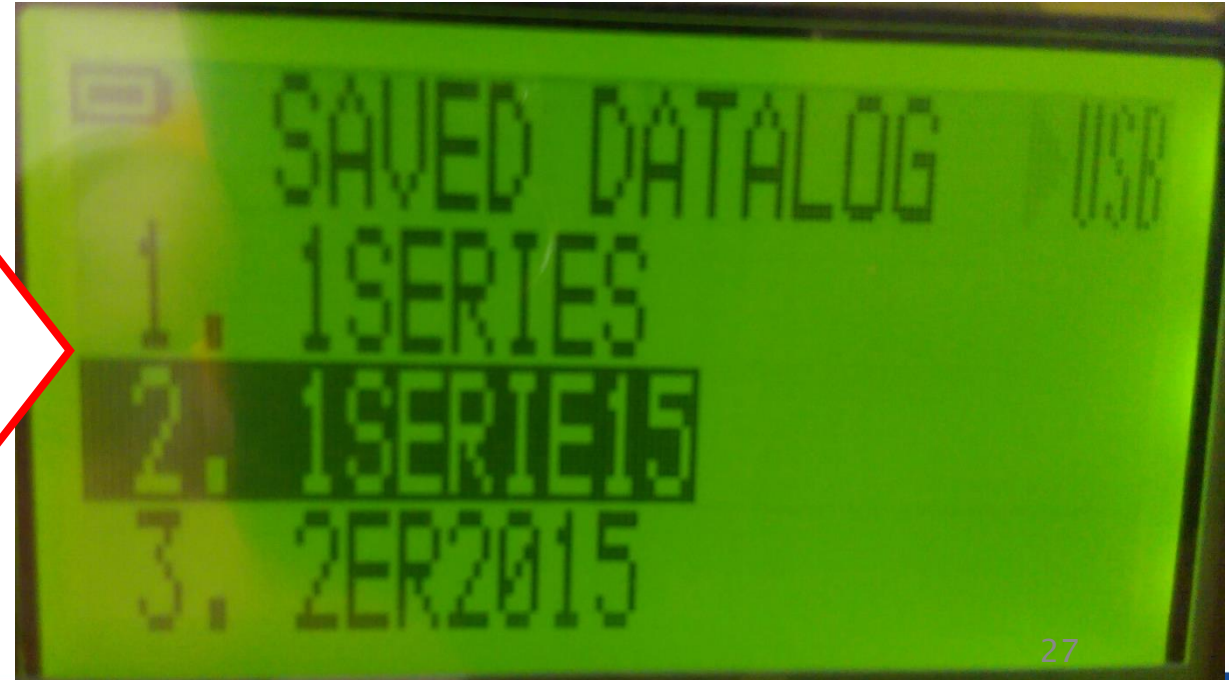 SAVED DATALOG USB
1. 1SERIES
2. 1SERIE15
3. 2ER2015
27